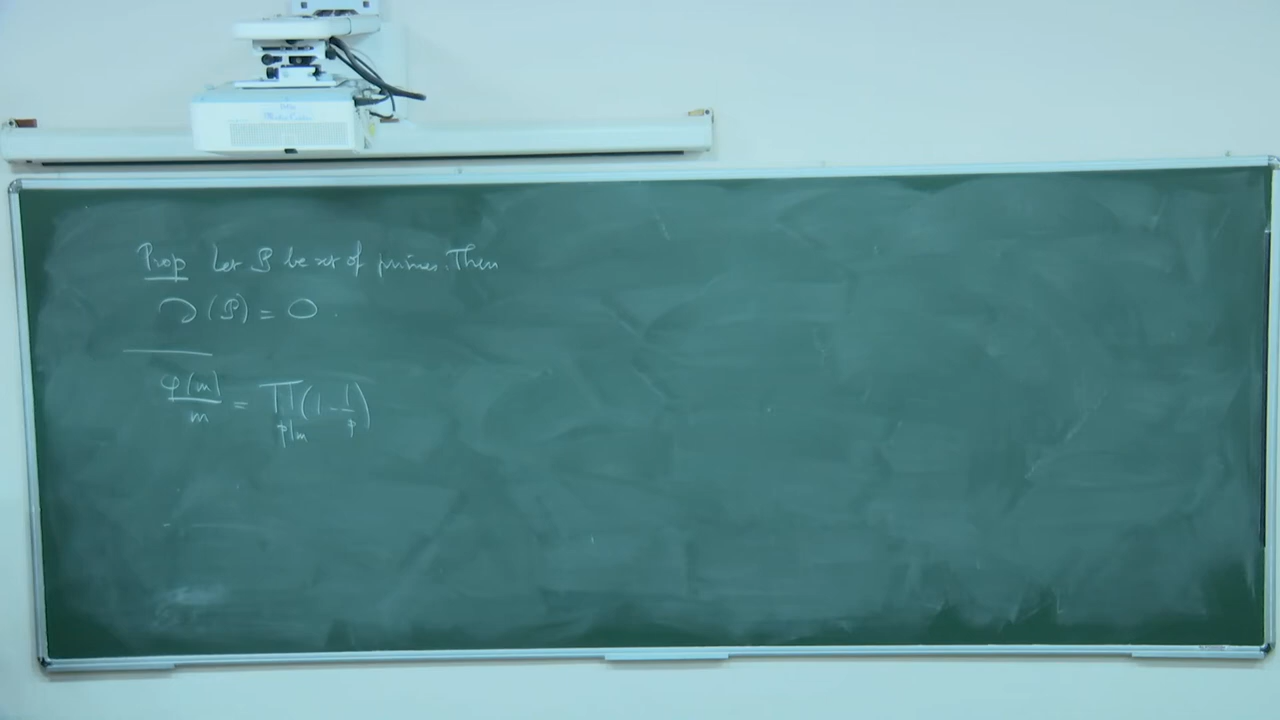 Prop Let 𝒫 be set of primes. Then
∂(𝒫) = 0.
φ(m)/m = ∏_{p|m} (1 - 1/p)